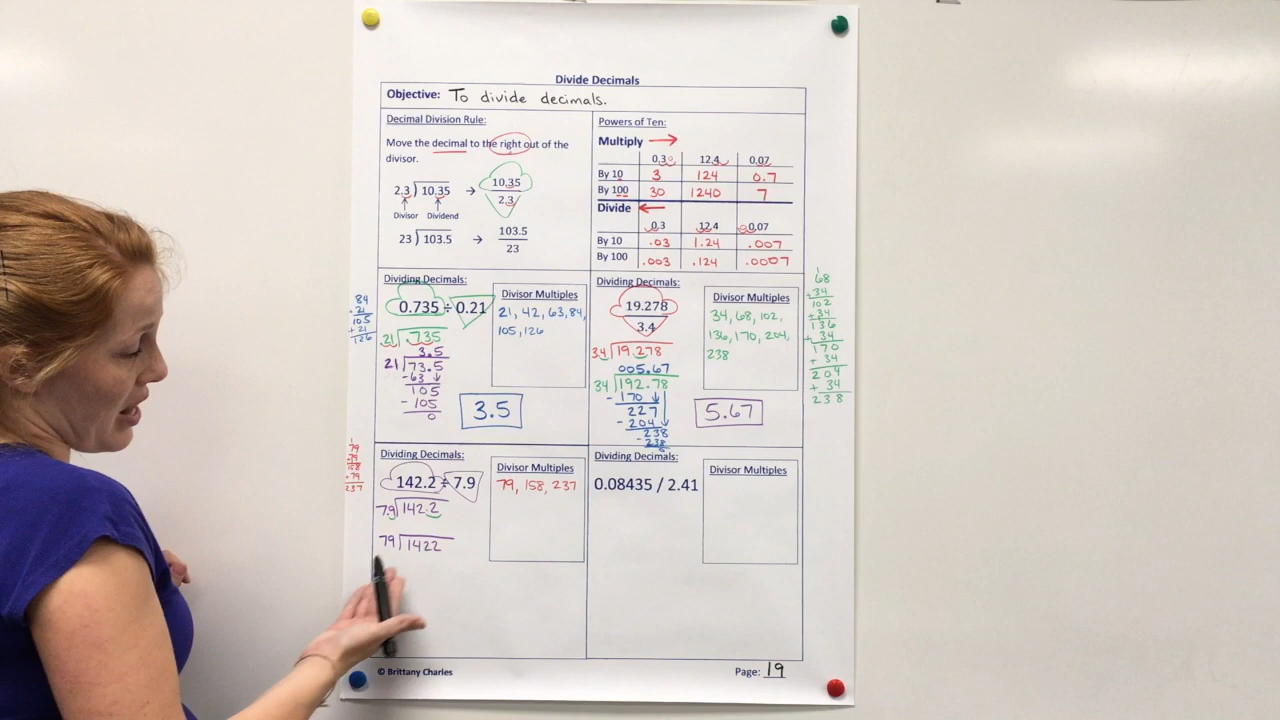 Divide Decimals
Objective: To divide decimals.
Decimal Division Rule:
Move the decimal to the right out of the
divisor.
2.3 10.35 → 10.35
2.3
Divisor Dividend
23 103.5 → 103.5
23
Powers of Ten:
Multiply →
0.30 12.4 0.07
By 10 3 124 0.7
By 100 30 1240 7
Divide ←
0.3 12.4 0.07
By 10 .03 1.24 .007
By 100 .003 .124 .0007
Dividing Decimals:
0.735 ÷ 0.21
.21 .735
3.5
21 73.5
-63
105
- 105
0
3.5
Divisor Multiples
21, 42, 63, 84,
105, 126
84
+21
105
+21
126
Dividing Decimals:
19.278
3.4
3.4 19.278
005.67
34 192.78
- 170
227
- 204
238
- 238
5.67
Divisor Multiples
34, 68, 102,
136, 170, 204,
238
1
68
+34
102
+34
136
+ 34
170
+ 34
204
+ 34
238
Dividing Decimals:
142.2 ÷ 7.9
7.9 142.2
79 1422
Divisor Multiples
79, 158, 237
1
79
+79
158
+79
237
Dividing Decimals:
0.08435 / 2.41
Divisor Multiples
© Brittany Charles
Page: 19